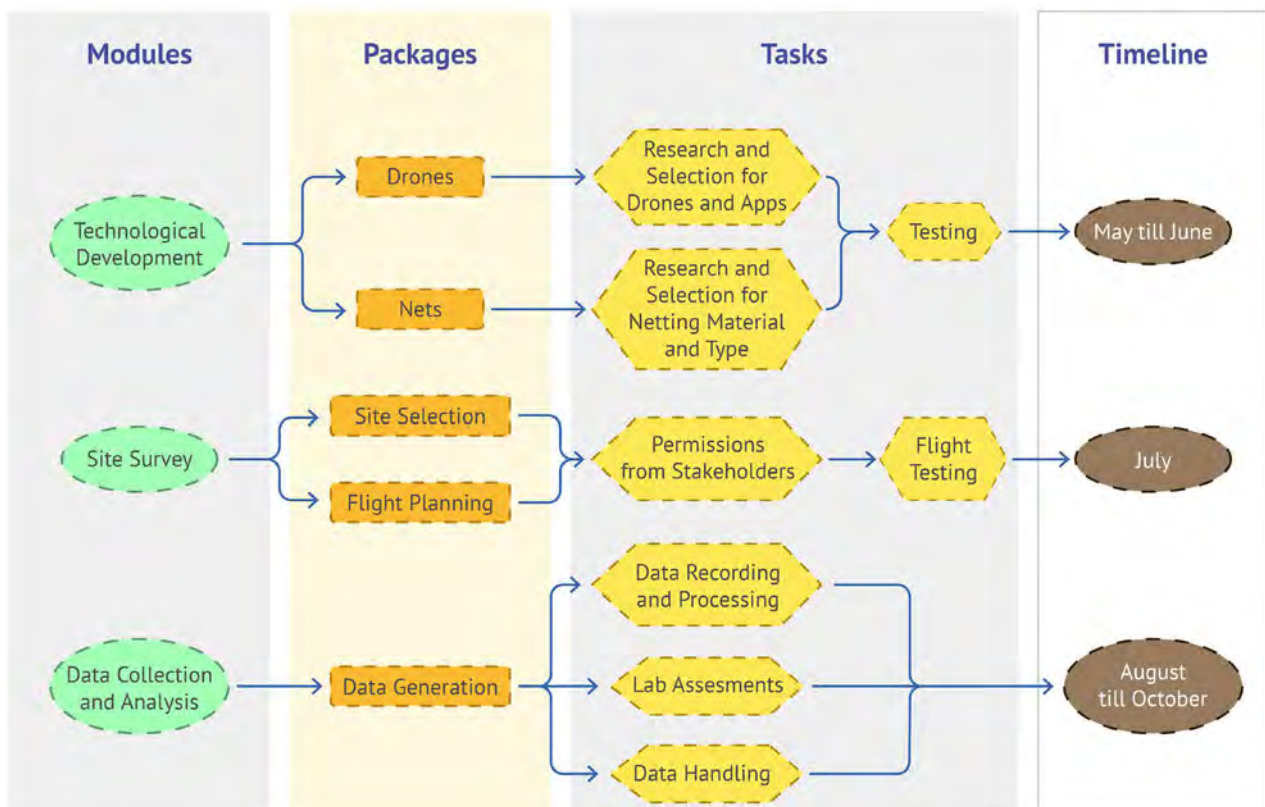 Modules
Packages
Tasks
Timeline
Technological
Development
Drones
Research and
Selection for
Drones and Apps
Nets
Research and
Selection for
Netting Material
and Type
Testing
May till June
Site Survey
Site Selection
Flight Planning
Permissions
from Stakeholders
Flight
Testing
July
Data Collection
and Analysis
Data Generation
Data Recording
and Processing
Lab Assesments
Data Handling
August
till October